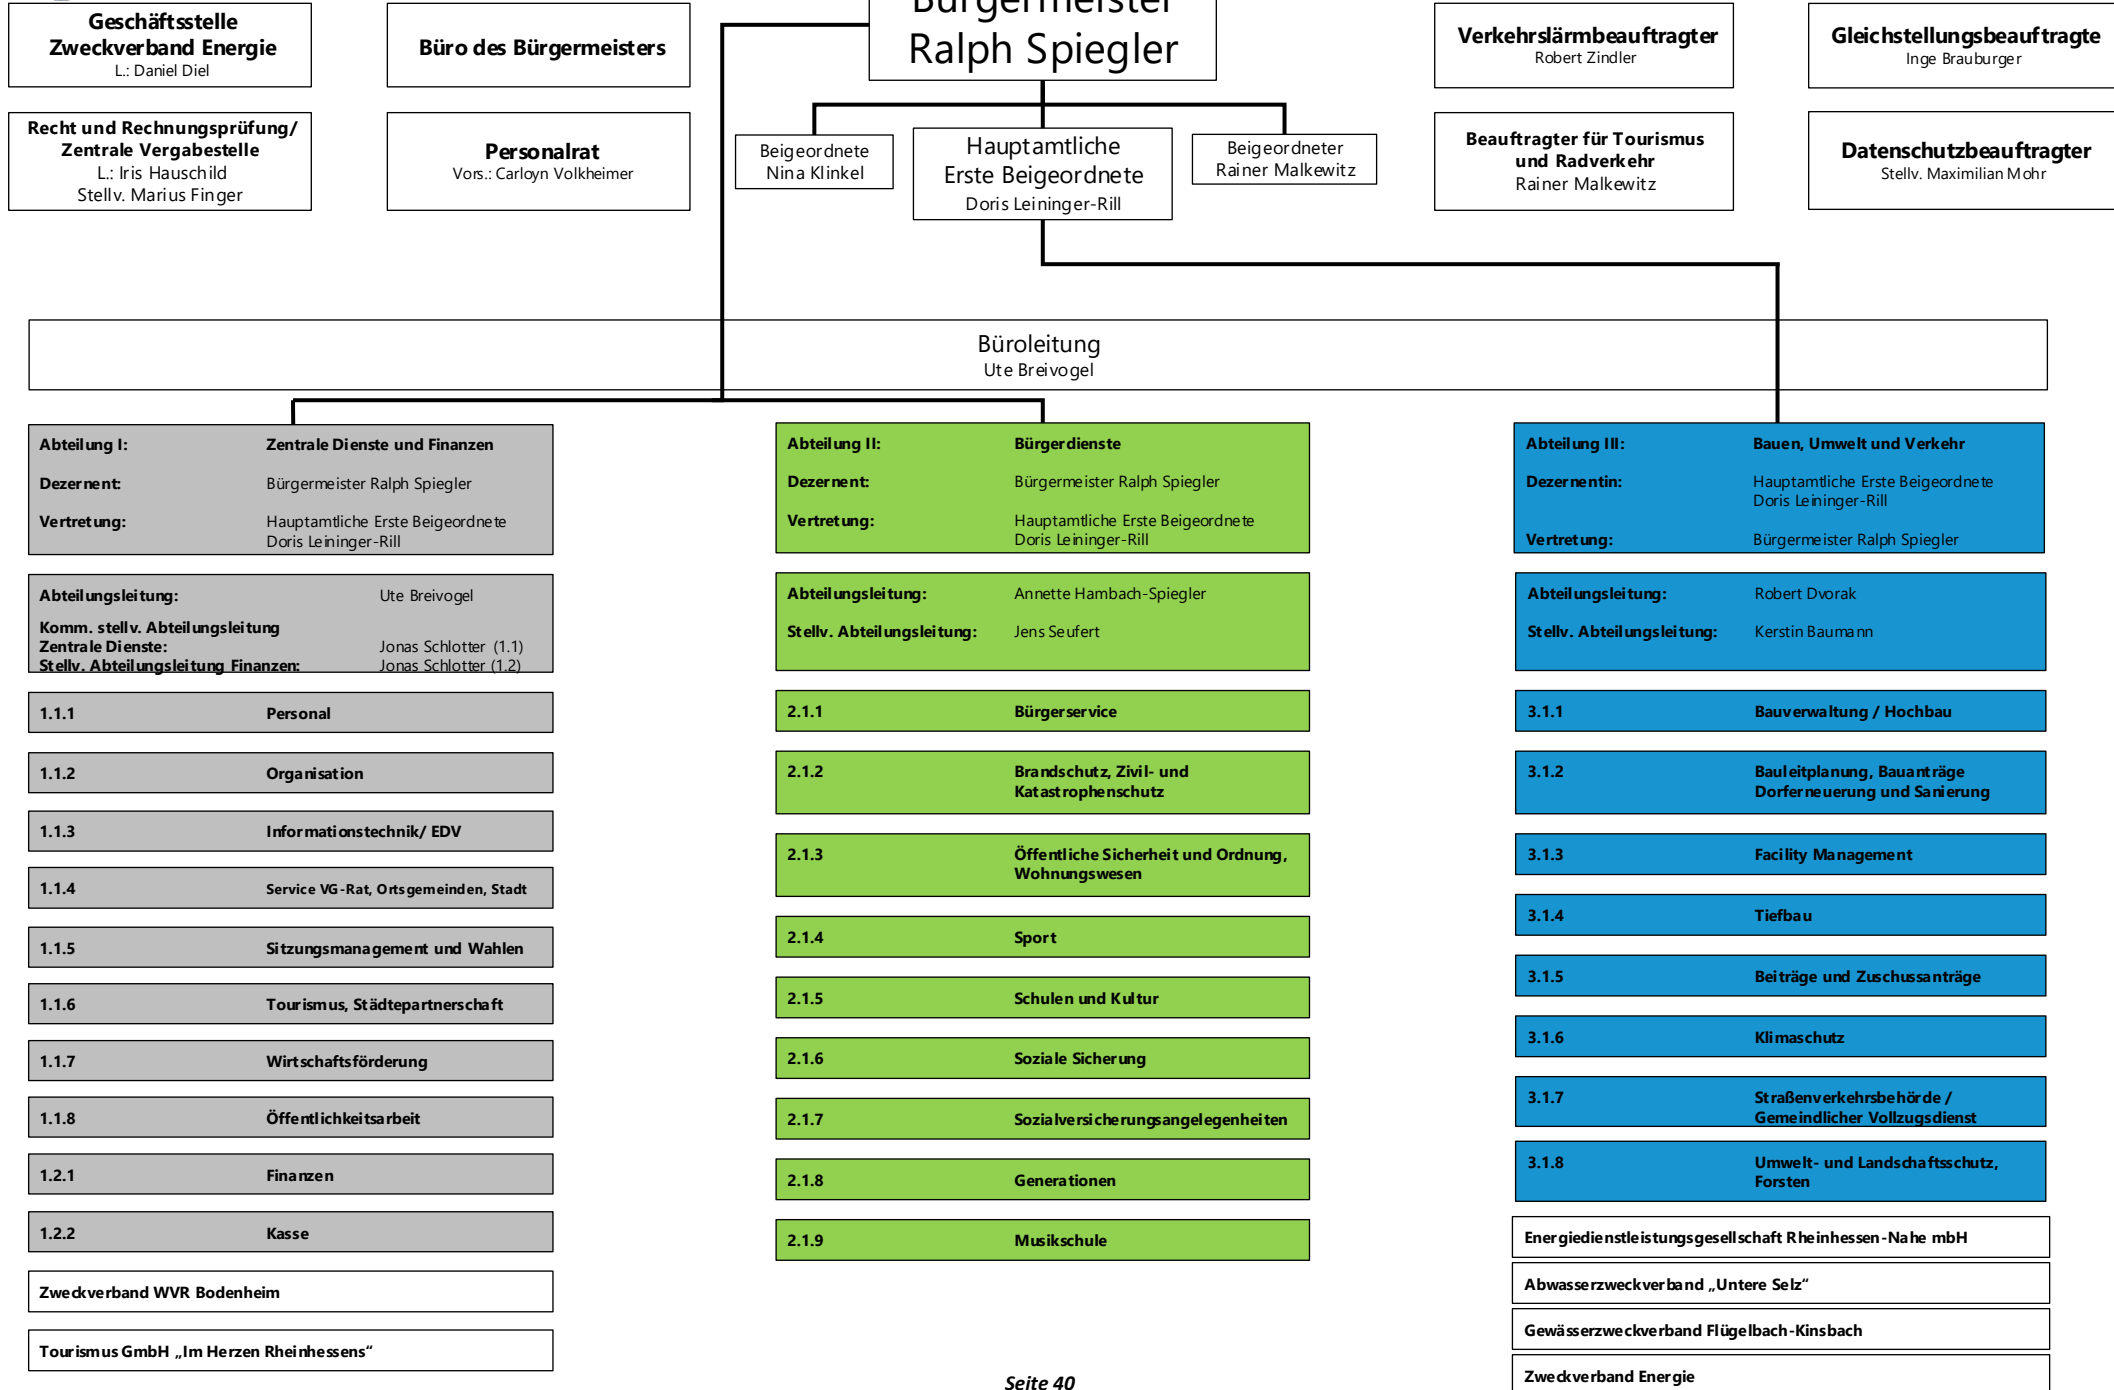 Geschäftsstelle
Zweckverband Energie
L.: Daniel Diel
Büro des Bürgermeisters
Bürgermeister
Ralph Spiegler
Verkehrslärmbeauftragter
Robert Zindler
Gleichstellungsbeauftragte
Inge Brauburger
Recht und Rechnungsprüfung/
Zentrale Vergabestelle
L.: Iris Hauschild
Stellv. Marius Finger
Personalrat
Vors.: Carloyn Volkheimer
Beigeordnete
Nina Klinkel
Hauptamtliche
Erste Beigeordnete
Doris Leininger-Rill
Beigeordneter
Rainer Malkewitz
Beauftragter für Tourismus
und Radverkehr
Rainer Malkewitz
Datenschutzbeauftragter
Stellv. Maximilian Mohr
Büroleitung
Ute Breivogel
Abteilung I: Zentrale Dienste und Finanzen
Dezernent: Bürgermeister Ralph Spiegler
Vertretung: Hauptamtliche Erste Beigeordnete
Doris Leininger-Rill
Abteilungsleitung: Ute Breivogel
Komm. stellv. Abteilungsleitung
Zentrale Dienste: Jonas Schlotter (1.1)
Stellv. Abteilungsleitung Finanzen: Jonas Schlotter (1.2)
1.1.1 Personal
1.1.2 Organisation
1.1.3 Informationstechnik/ EDV
1.1.4 Service VG-Rat, Ortsgemeinden, Stadt
1.1.5 Sitzungsmanagement und Wahlen
1.1.6 Tourismus, Städtepartnerschaft
1.1.7 Wirtschaftsförderung
1.1.8 Öffentlichkeitsarbeit
1.2.1 Finanzen
1.2.2 Kasse
Zweckverband WVR Bodenheim
Tourismus GmbH „Im Herzen Rheinhessens“
Abteilung II: Bürgerdienste
Dezernent: Bürgermeister Ralph Spiegler
Vertretung: Hauptamtliche Erste Beigeordnete
Doris Leininger-Rill
Abteilungsleitung: Annette Hambach-Spiegler
Stellv. Abteilungsleitung: Jens Seufert
2.1.1 Bürgerservice
2.1.2 Brandschutz, Zivil- und
Katastrophenschutz
2.1.3 Öffentliche Sicherheit und Ordnung,
Wohnungswesen
2.1.4 Sport
2.1.5 Schulen und Kultur
2.1.6 Soziale Sicherung
2.1.7 Sozialversicherungsangelegenheiten
2.1.8 Generationen
2.1.9 Musikschule
Abteilung III: Bauen, Umwelt und Verkehr
Dezernentin: Hauptamtliche Erste Beigeordnete
Doris Leininger-Rill
Vertretung: Bürgermeister Ralph Spiegler
Abteilungsleitung: Robert Dvorak
Stellv. Abteilungsleitung: Kerstin Baumann
3.1.1 Bauverwaltung / Hochbau
3.1.2 Bauleitplanung, Bauanträge
Dorferneuerung und Sanierung
3.1.3 Facility Management
3.1.4 Tiefbau
3.1.5 Beiträge und Zuschussanträge
3.1.6 Klimaschutz
3.1.7 Straßenverkehrsbehörde /
Gemeindlicher Vollzugsdienst
3.1.8 Umwelt- und Landschaftsschutz,
Forsten
Energiedienstleistungsgesellschaft Rheinhessen-Nahe mbH
Abwasserzweckverband „Untere Selz“
Gewässerzweckverband Flügelbach-Kinsbach
Zweckverband Energie
Seite 40